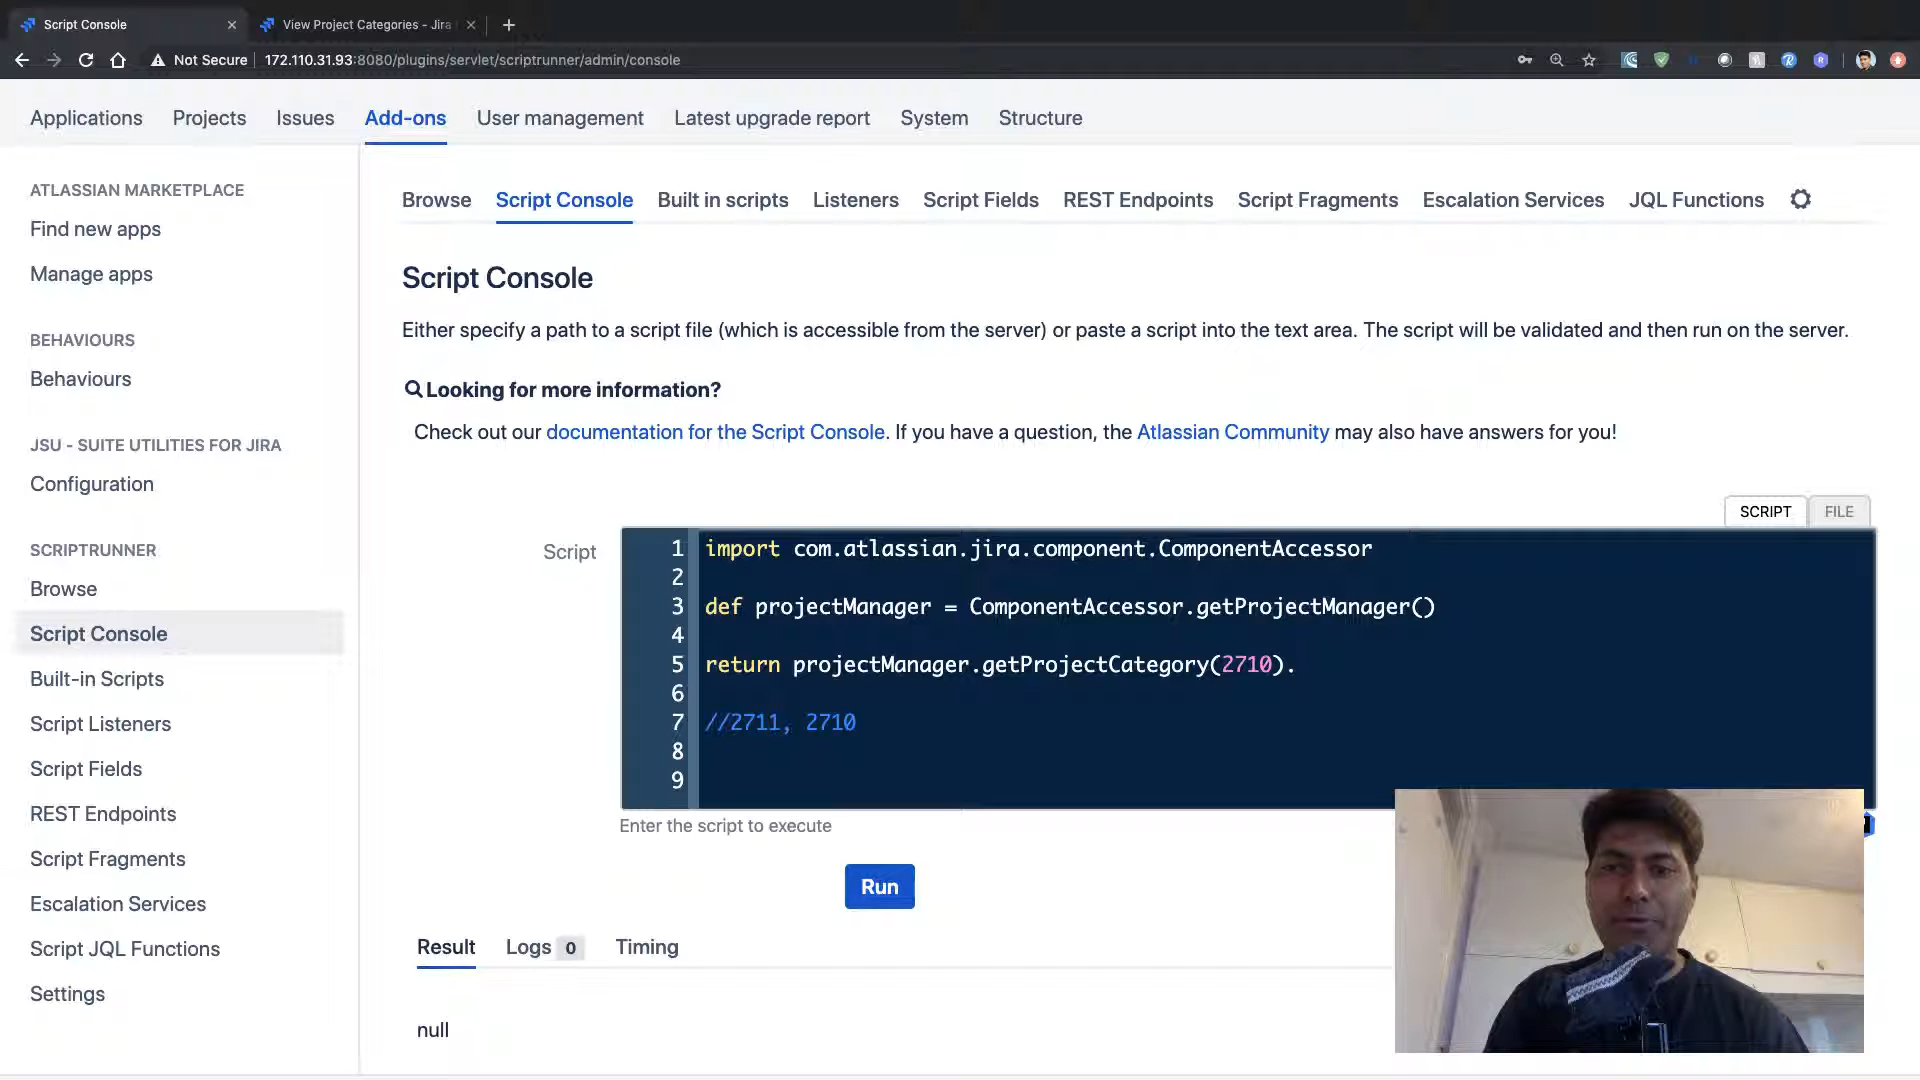 Script Console
View Project Categories - Jira
Not Secure
172.110.31.93:8080/plugins/servlet/scriptrunner/admin/console
Applications
Projects
Issues
Add-ons
User management
Latest upgrade report
System
Structure
ATLASSIAN MARKETPLACE
Find new apps
Manage apps
BEHAVIOURS
Behaviours
JSU - SUITE UTILITIES FOR JIRA
Configuration
SCRIPTRUNNER
Browse
Script Console
Built-in Scripts
Script Listeners
Script Fields
REST Endpoints
Script Fragments
Escalation Services
Script JQL Functions
Settings
Browse
Script Console
Built in scripts
Listeners
Script Fields
REST Endpoints
Script Fragments
Escalation Services
JQL Functions
Script Console
Either specify a path to a script file (which is accessible from the server) or paste a script into the text area. The script will be validated and then run on the server.
Looking for more information?
Check out our documentation for the Script Console. If you have a question, the Atlassian Community may also have answers for you!
SCRIPT
FILE
Script
1 import com.atlassian.jira.component.ComponentAccessor
2
3 def projectManager = ComponentAccessor.getProjectManager()
4
5 return projectManager.getProjectCategory(2710).
6
7 //2711, 2710
8
9
Enter the script to execute
Run
Result
Logs 0
Timing
null